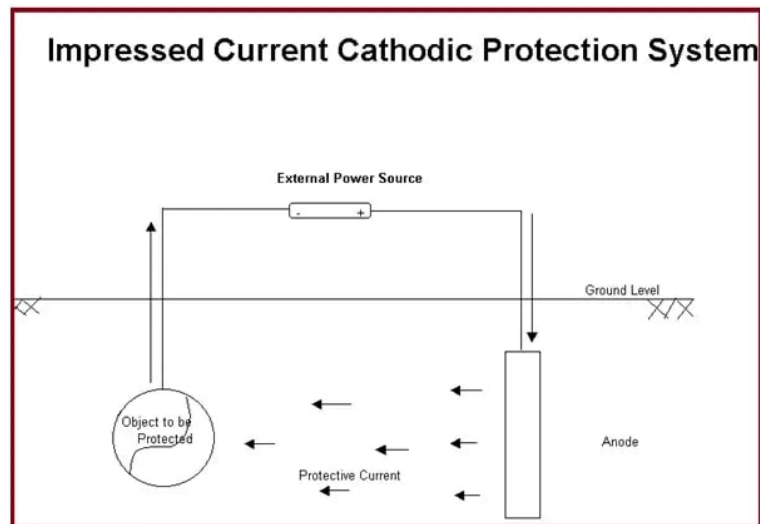 Impressed Current Cathodic Protection System
External Power Source
- +
Ground Level
Object to be
Protected
Anode
Protective Current